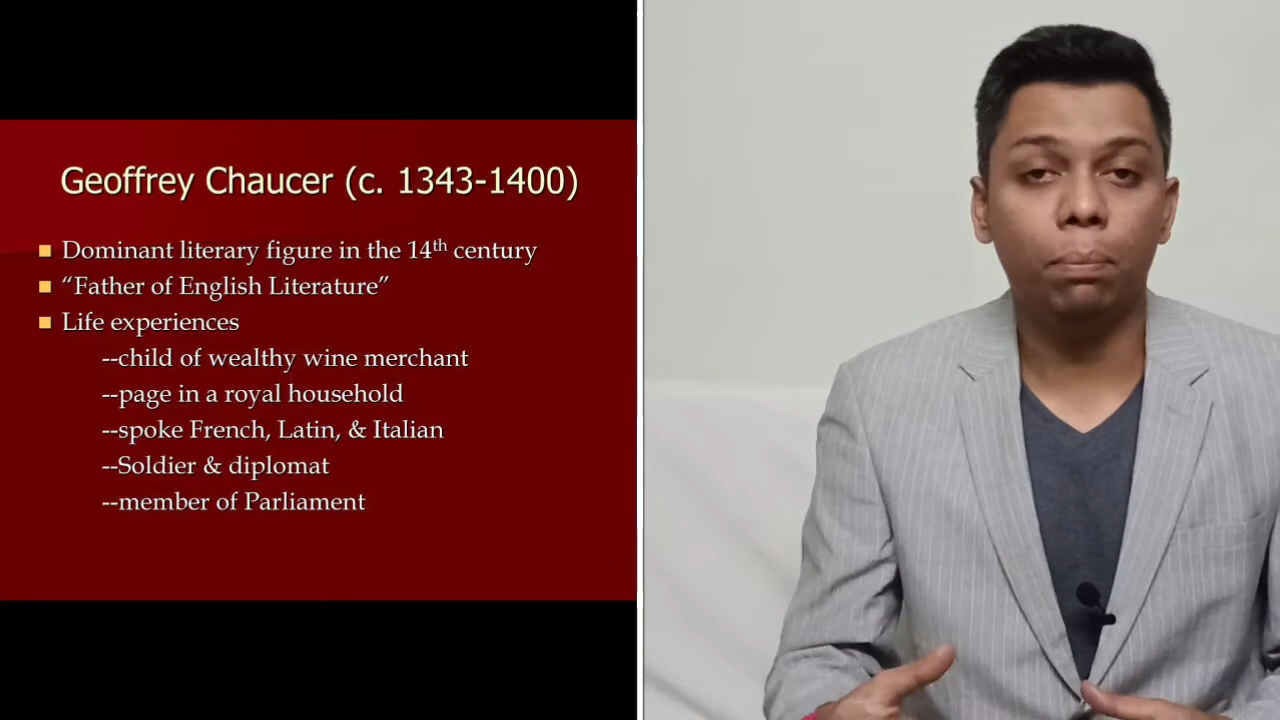 Geoffrey Chaucer (c. 1343-1400)
Dominant literary figure in the 14th century
“Father of English Literature”
Life experiences
--child of wealthy wine merchant
--page in a royal household
--spoke French, Latin, & Italian
--Soldier & diplomat
--member of Parliament